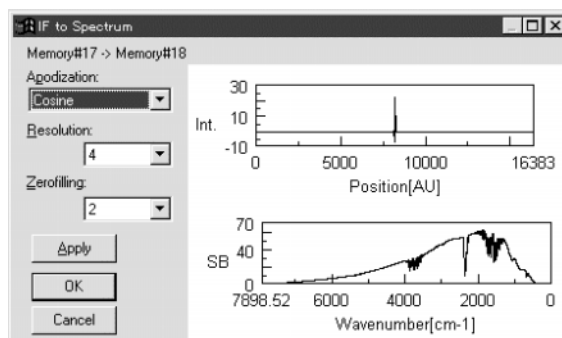 IF to Spectrum
Memory#17 -> Memory#18
Apodization:
Cosine
Resolution:
4
Zerofilling:
2
Apply
OK
Cancel
30
10
-10
Int.
0 5000 10000 16383
Position[AU]
70
40
0
SB
7898.52 6000 4000 2000 0
Wavenumber[cm-1]